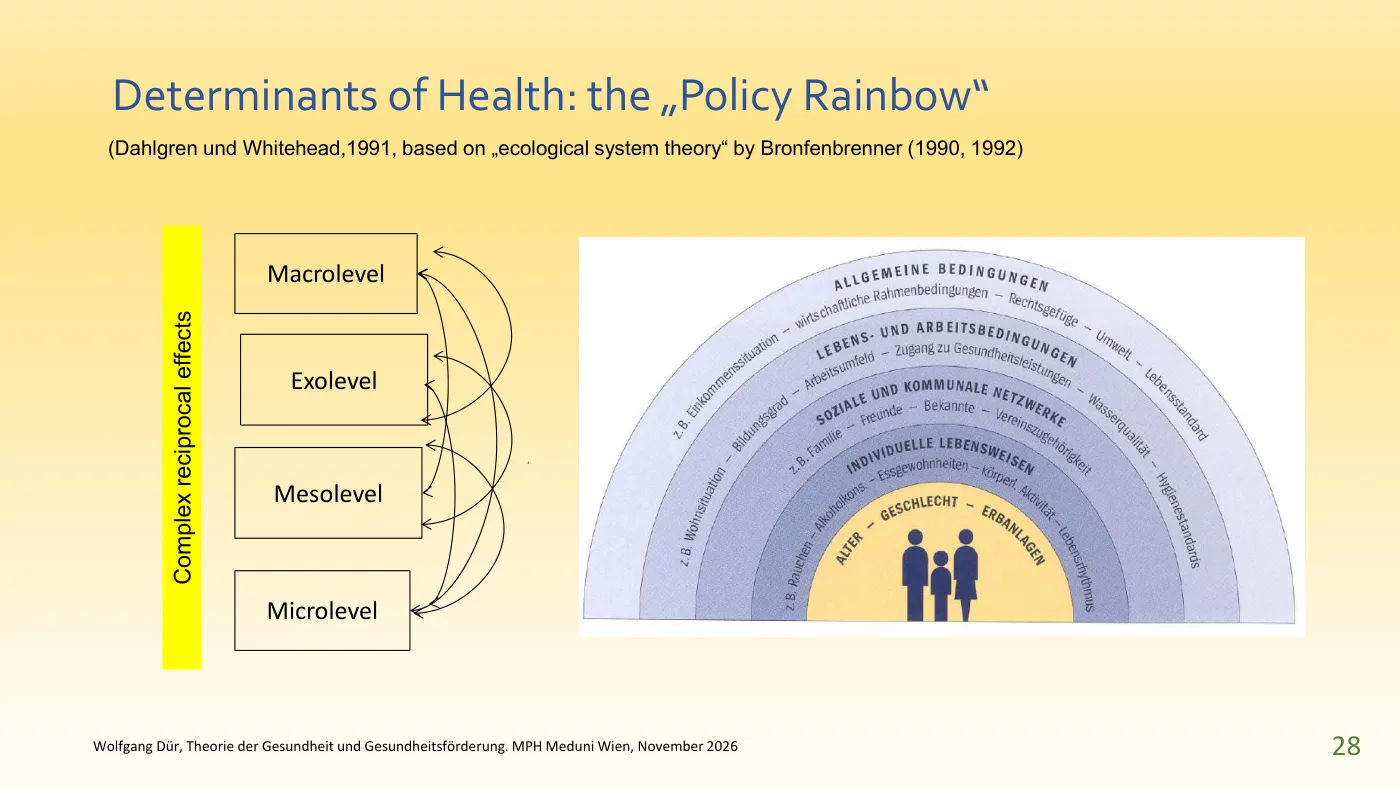 Determinants of Health: the „Policy Rainbow“
(Dahlgren und Whitehead,1991, based on „ecological system theory“ by Bronfenbrenner (1990, 1992)
Complex reciprocal effects
Macrolevel
Exolevel
Mesolevel
Microlevel
ALLGEMEINE BEDINGUNGEN
z.B. Einkommenssituation – wirtschaftliche Rahmenbedingungen – Rechtsgefüge – Umwelt – Lebensstandard
LEBENS- UND ARBEITSBEDINGUNGEN
z.B. Wohnsituation – Bildungsgrad – Arbeitsumfeld – Zugang zu Gesundheitsleistungen – Wasserqualität – Hygienestandards
SOZIALE UND KOMMUNALE NETZWERKE
z.B. Familie – Freunde – Bekannte – Vereinszugehörigkeit
INDIVIDUELLE LEBENSWEISEN
z.B. Rauchen – Alkoholkons. – Essgewohnheiten – körperl. Aktivität – Lebensrhythmus
ALTER – GESCHLECHT – ERBANLAGEN
Wolfgang Dür, Theorie der Gesundheit und Gesundheitsförderung. MPH Meduni Wien, November 2026
28